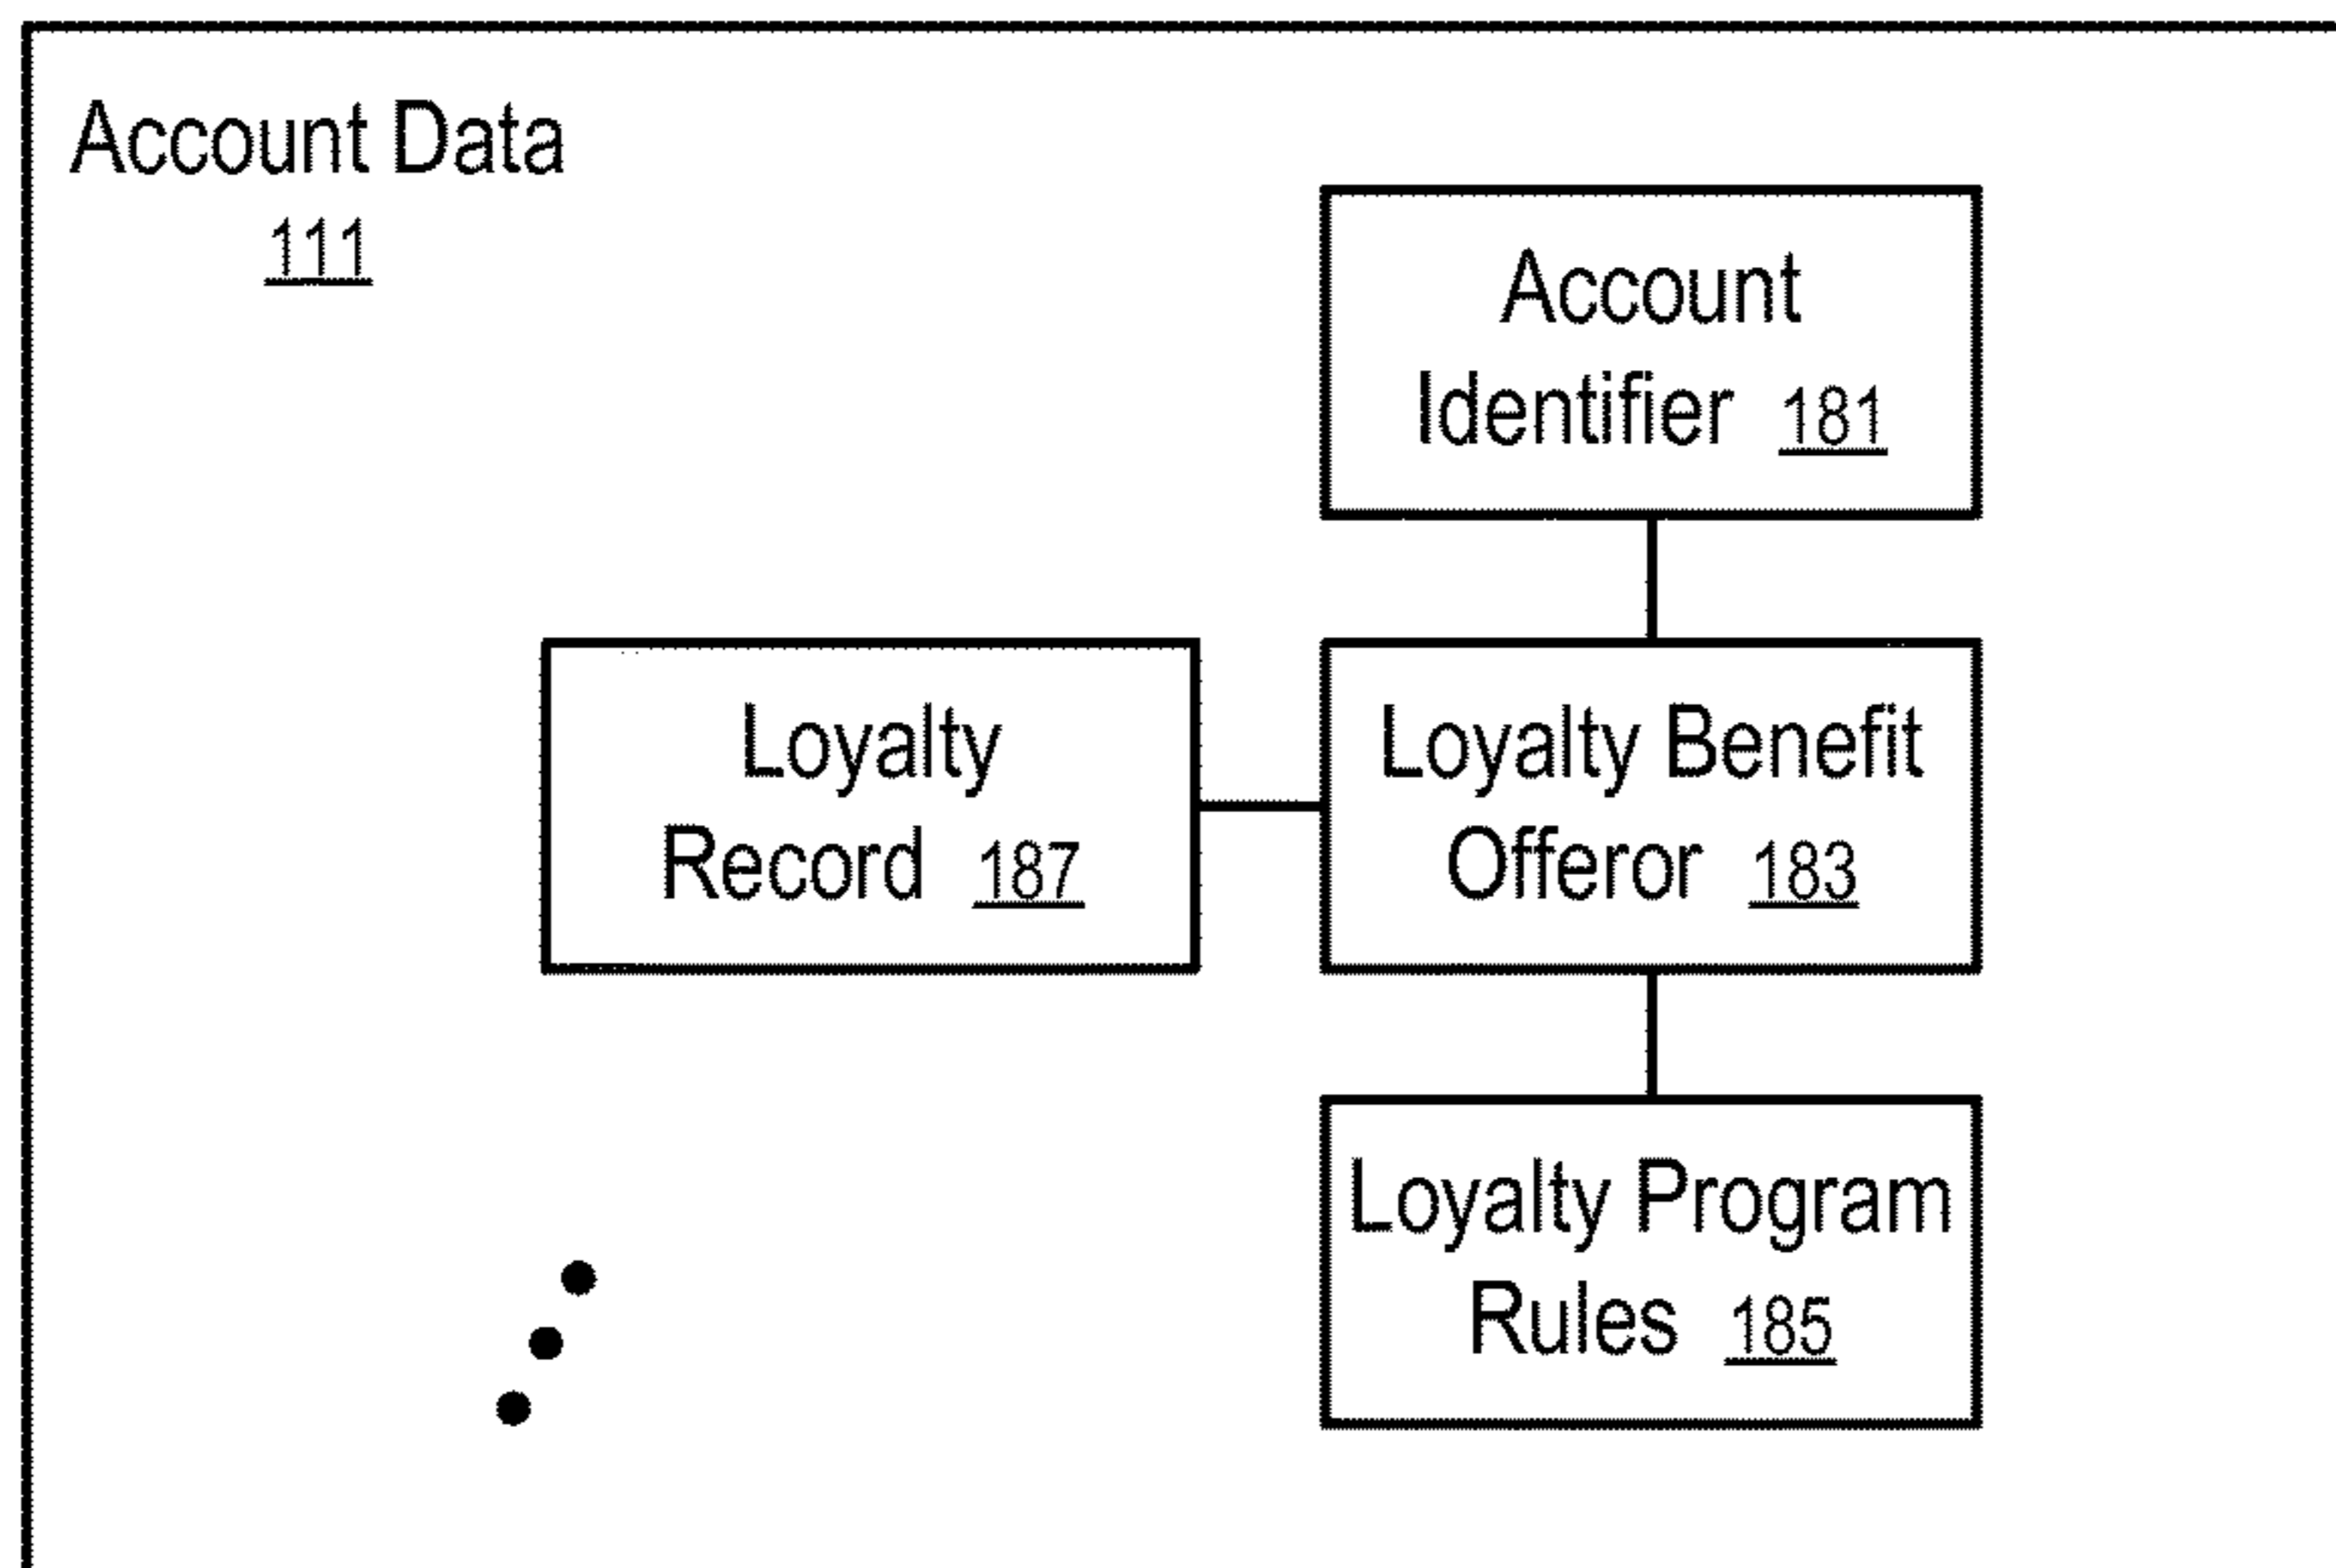 Account Data
111
Account
Identifier 181
Loyalty
Record 187
Loyalty Benefit
Offeror 183
Loyalty Program
Rules 185